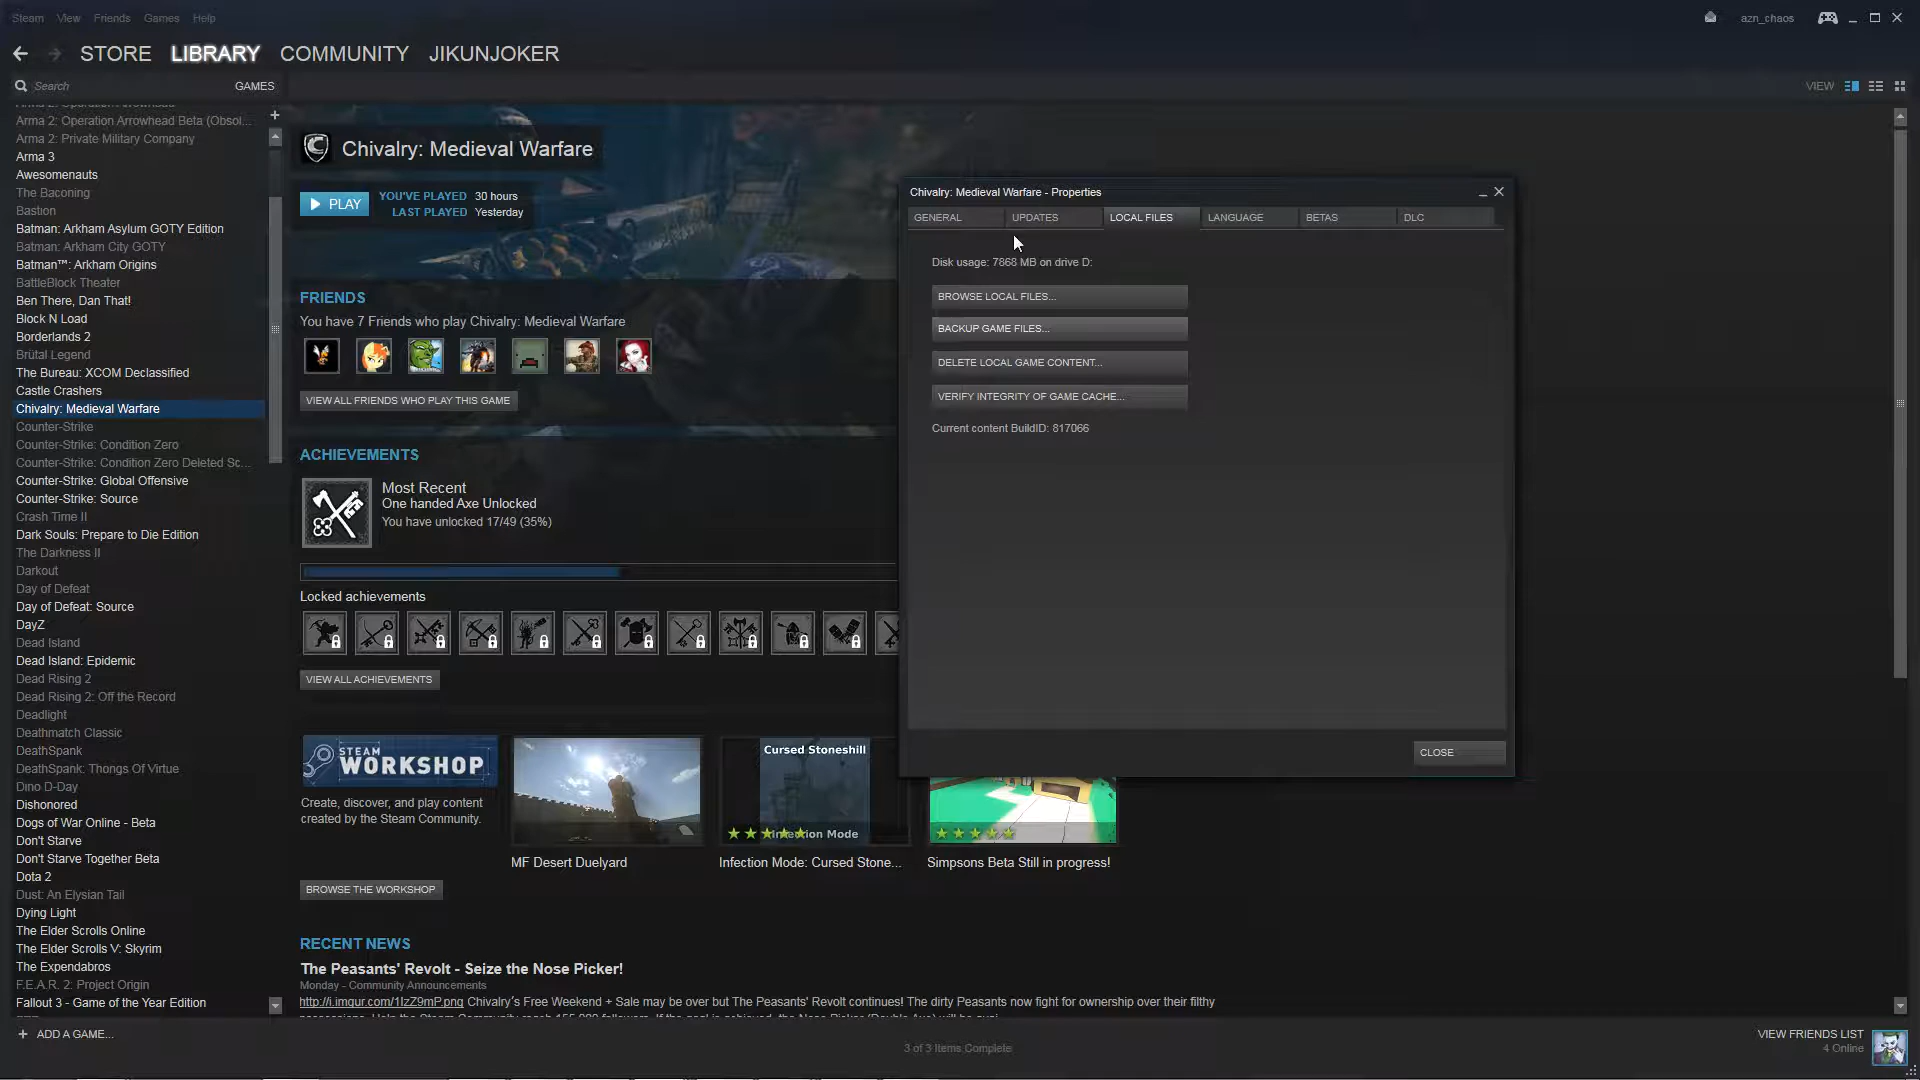 Steam View Friends Games Help
azn_chaos
STORE LIBRARY COMMUNITY JIKUNJOKER
Search GAMES
VIEW
Arma 2: Operation Arrowhead Beta (Obsol...
Arma 2: Private Military Company
Arma 3
Awesomenauts
The Baconing
Bastion
Batman: Arkham Asylum GOTY Edition
Batman: Arkham City GOTY
Batman™: Arkham Origins
BattleBlock Theater
Ben There, Dan That!
Block N Load
Borderlands 2
Brütal Legend
The Bureau: XCOM Declassified
Castle Crashers
Chivalry: Medieval Warfare
Counter-Strike
Counter-Strike: Condition Zero
Counter-Strike: Condition Zero Deleted Sc...
Counter-Strike: Global Offensive
Counter-Strike: Source
Crash Time II
Dark Souls: Prepare to Die Edition
The Darkness II
Darkout
Day of Defeat
Day of Defeat: Source
DayZ
Dead Island
Dead Island: Epidemic
Dead Rising 2
Dead Rising 2: Off the Record
Deadlight
Deathmatch Classic
DeathSpank
DeathSpank: Thongs Of Virtue
Dino D-Day
Dishonored
Dogs of War Online - Beta
Don't Starve
Don't Starve Together Beta
Dota 2
Dust: An Elysian Tail
Dying Light
The Elder Scrolls Online
The Elder Scrolls V: Skyrim
The Expendabros
F.E.A.R. 2: Project Origin
Fallout 3 - Game of the Year Edition
ADD A GAME...
Chivalry: Medieval Warfare
PLAY
YOU'VE PLAYED 30 hours
LAST PLAYED Yesterday
FRIENDS
You have 7 Friends who play Chivalry: Medieval Warfare
VIEW ALL FRIENDS WHO PLAY THIS GAME
ACHIEVEMENTS
Most Recent
One handed Axe Unlocked
You have unlocked 17/49 (35%)
Locked achievements
VIEW ALL ACHIEVEMENTS
STEAM
WORKSHOP
Create, discover, and play content
created by the Steam Community.
BROWSE THE WORKSHOP
MF Desert Duelyard
Cursed Stoneshill
Infection Mode
Infection Mode: Cursed Stone...
Simpsons Beta Still in progress!
RECENT NEWS
The Peasants' Revolt - Seize the Nose Picker!
Monday - Community Announcements
http://i.imgur.com/1IzZ9mP.png Chivalry's Free Weekend + Sale may be over but The Peasants' Revolt continues! The dirty Peasants now fight for ownership over their filthy
Chivalry: Medieval Warfare - Properties
GENERAL UPDATES LOCAL FILES LANGUAGE BETAS DLC
Disk usage: 7868 MB on drive D:
BROWSE LOCAL FILES...
BACKUP GAME FILES...
DELETE LOCAL GAME CONTENT...
VERIFY INTEGRITY OF GAME CACHE...
Current content BuildID: 817066
CLOSE
3 of 3 Items Complete
VIEW FRIENDS LIST
4 Online